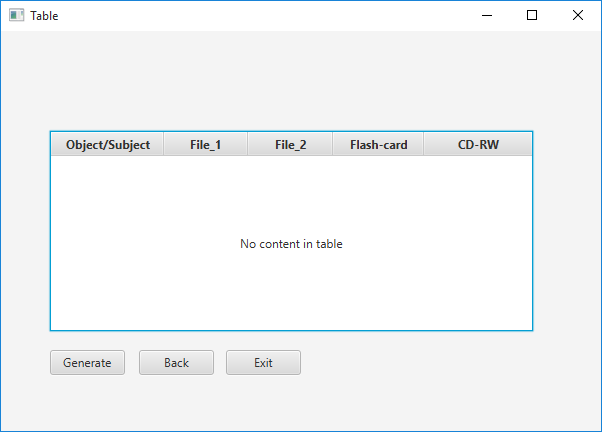 Table
Object/Subject File_1 File_2 Flash-card CD-RW
No content in table
Generate Back Exit